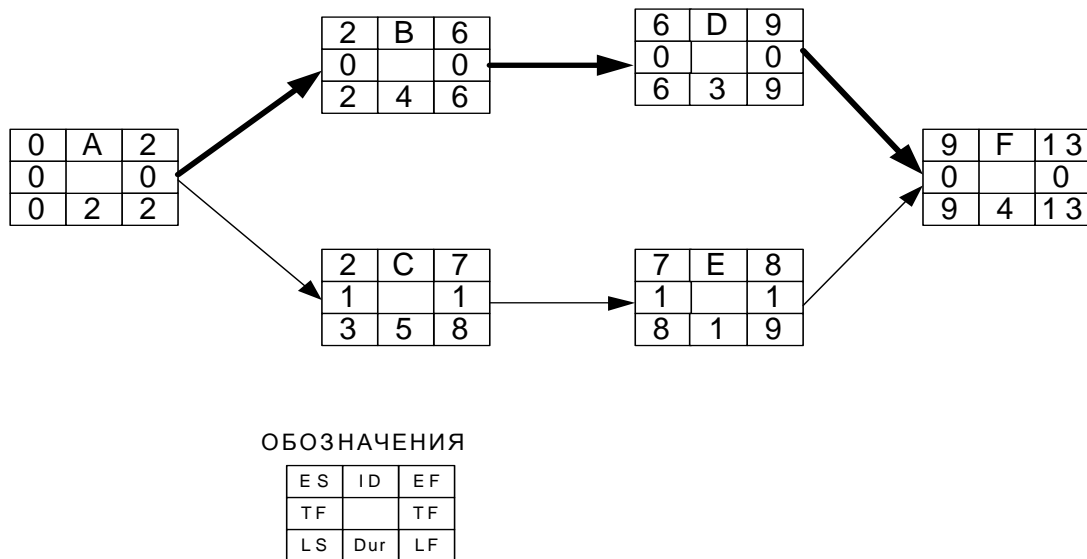 2 B 6
0 0
2 4 6
6 D 9
0 0
6 3 9
0 A 2
0 0
0 2 2
9 F 13
0 0
9 4 13
2 C 7
1 1
3 5 8
7 E 8
1 1
8 1 9
ОБОЗНАЧЕНИЯ
ES ID EF
TF TF
LS Dur LF